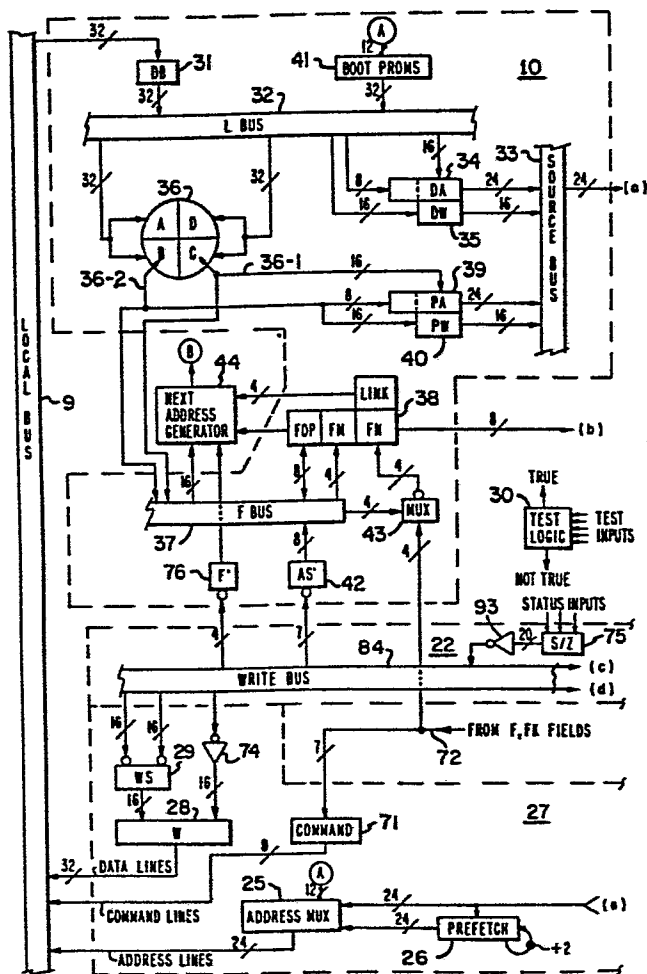 32
A
12
41 BOOT PROMS
10
DB 31
32
32
32
L BUS
16
34
33
32
36
32
8
DA
24
24
(a)
16
DW
16
35
A D
B C
SOURCE BUS
36-2
36-1
16
39
8
PA
24
16
PW
16
40
B
44
LOCAL BUS
9
NEXT ADDRESS GENERATOR
4
LINK
38
FOP FM FN
8
(b)
16
8
4
4
F BUS
4
MUX
37
43
8
4
TRUE
30
TEST LOGIC
TEST INPUTS
NOT TRUE
76 F'
AS' 42
STATUS INPUTS
93
20
S/Z 75
4
7
84
22
WRITE BUS
(c)
(d)
16
16
FROM F, FK FIELDS
74
7
72
WS 29
16
28
16
27
W
COMMAND 71
32
DATA LINES
8
A
COMMAND LINES
25
12
24
(e)
ADDRESS MUX
24
PREFETCH
24
ADDRESS LINES
26
+2